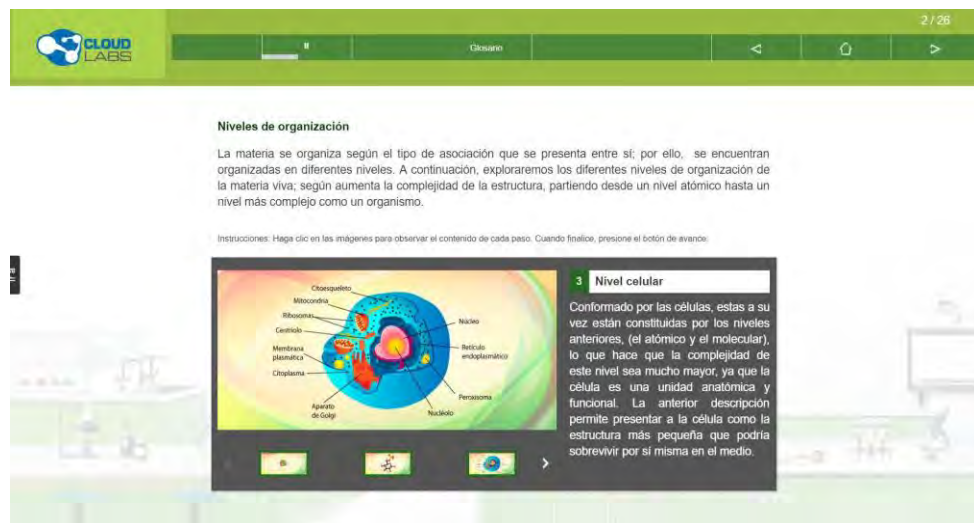 2 / 26
CLOUD
LABS
Glosario
Niveles de organización
La materia se organiza según el tipo de asociación que se presenta entre sí; por ello, se encuentran
organizadas en diferentes niveles. A continuación, exploraremos los diferentes niveles de organización de
la materia viva; según aumenta la complejidad de la estructura, partiendo desde un nivel atómico hasta un
nivel más complejo como un organismo.
Instrucciones: Haga clic en las imágenes para observar el contenido de cada paso. Cuando finalice, presione el botón de avance.
Citoesqueleto
Mitocondria
Ribosomas
Centriolo
Membrana
plasmática
Citoplasma
Aparato
de Golgi
Núcleo
Retículo
endoplasmático
Peroxosoma
Nucléolo
3 Nivel celular
Conformado por las células, estas a su
vez están constituidas por los niveles
anteriores, (el atómico y el molecular),
lo que hace que la complejidad de
este nivel sea mucho mayor, ya que la
célula es una unidad anatómica y
funcional. La anterior descripción
permite presentar a la célula como la
estructura más pequeña que podría
sobrevivir por sí misma en el medio.